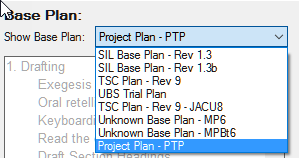 Base Plan:
Show Base Plan: Project Plan - PTP
SIL Base Plan - Rev 1.3
SIL Base Plan - Rev 1.3b
TSC Plan - Rev 9
UBS Trial Plan
TSC Plan - Rev 9 - JACU8
Unknown Base Plan - MP6
Unknown Base Plan - MPBt6
Project Plan - PTP
1. Drafting
Exegesis
Oral retell
Keyboardi
Read the
Draft Section Headings